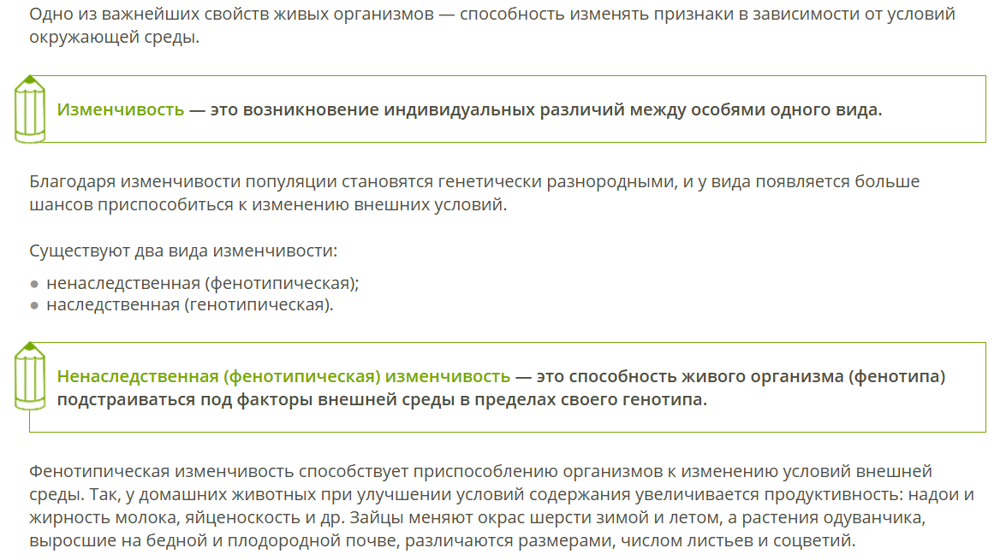 Одно из важнейших свойств живых организмов — способность изменять признаки в зависимости от условий
окружающей среды.
Изменчивость — это возникновение индивидуальных различий между особями одного вида.
Благодаря изменчивости популяции становятся генетически разнородными, и у вида появляется больше
шансов приспособиться к изменению внешних условий.
Существуют два вида изменчивости:
● ненаследственная (фенотипическая);
● наследственная (генотипическая).
Ненаследственная (фенотипическая) изменчивость — это способность живого организма (фенотипа)
подстраиваться под факторы внешней среды в пределах своего генотипа.
Фенотипическая изменчивость способствует приспособлению организмов к изменению условий внешней
среды. Так, у домашних животных при улучшении условий содержания увеличивается продуктивность: надои и
жирность молока, яйценоскость и др. Зайцы меняют окрас шерсти зимой и летом, а растения одуванчика,
выросшие на бедной и плодородной почве, различаются размерами, числом листьев и соцветий.